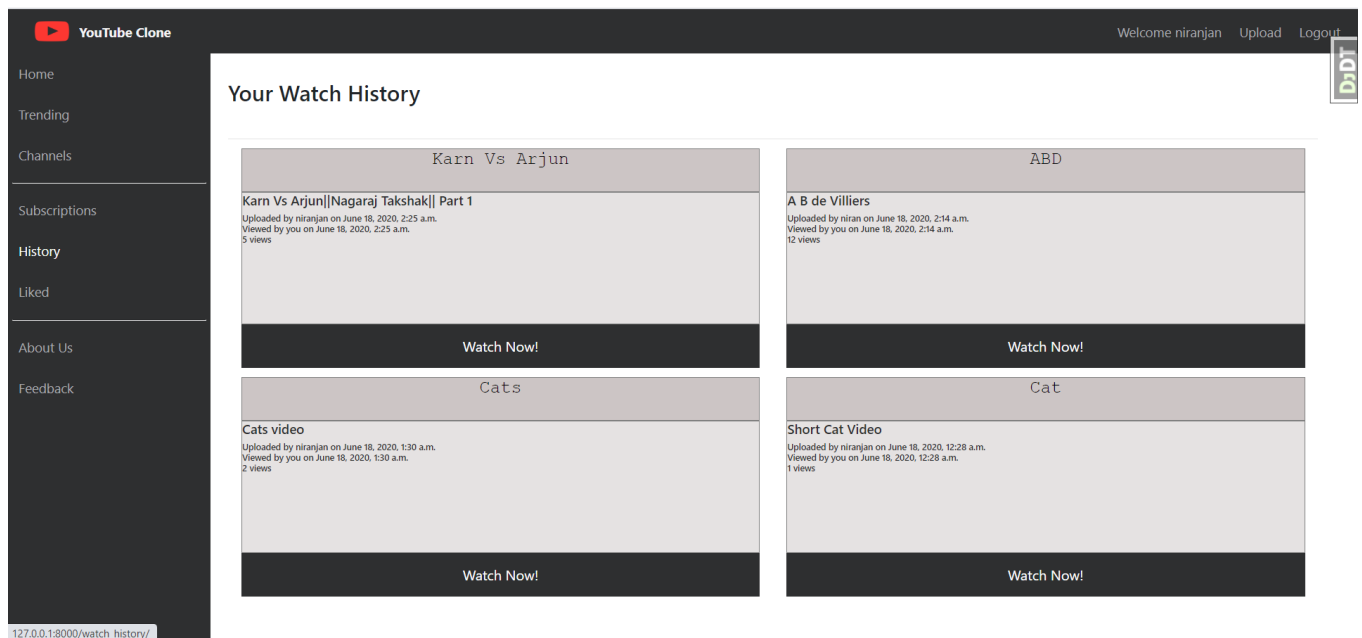 YouTube Clone
Welcome niranjan Upload Logout
DjDT
Home
Trending
Channels
Subscriptions
History
Liked
About Us
Feedback
Your Watch History
Karn Vs Arjun
Karn Vs Arjun||Nagaraj Takshak|| Part 1
Uploaded by niranjan on June 18, 2020, 2:25 a.m.
Viewed by you on June 18, 2020, 2:25 a.m.
5 views
Watch Now!
ABD
A B de Villiers
Uploaded by niran on June 18, 2020, 2:14 a.m.
Viewed by you on June 18, 2020, 2:14 a.m.
12 views
Watch Now!
Cats
Cats video
Uploaded by niranjan on June 18, 2020, 1:30 a.m.
Viewed by you on June 18, 2020, 1:30 a.m.
2 views
Watch Now!
Cat
Short Cat Video
Uploaded by niranjan on June 18, 2020, 12:28 a.m.
Viewed by you on June 18, 2020, 12:28 a.m.
1 views
Watch Now!
127.0.0.1:8000/watch_history/